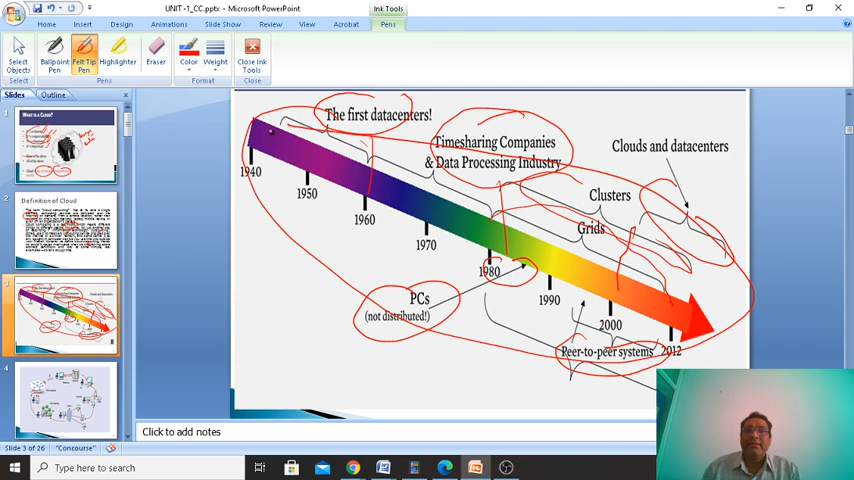 UNIT -1_CC.pptx - Microsoft PowerPoint
Ink Tools
Home
Insert
Design
Animations
Slide Show
Review
View
Acrobat
Pens
Select
Objects
Ballpoint
Pen
Felt Tip
Pen
Highlighter
Eraser
Color
Weight
Close Ink
Tools
Select
Pens
Format
Close
Slides
Outline
1
WHAT IS A CLOUD?
2
Definition of Cloud
3
4
The first datacenters!
Timesharing Companies
& Data Processing Industry
Clouds and datacenters
Clusters
Grids
1940
1950
1960
1970
1980
1990
2000
2012
PCs
(not distributed!)
Peer-to-peer systems
Click to add notes
Slide 3 of 26
"Concourse"
Type here to search